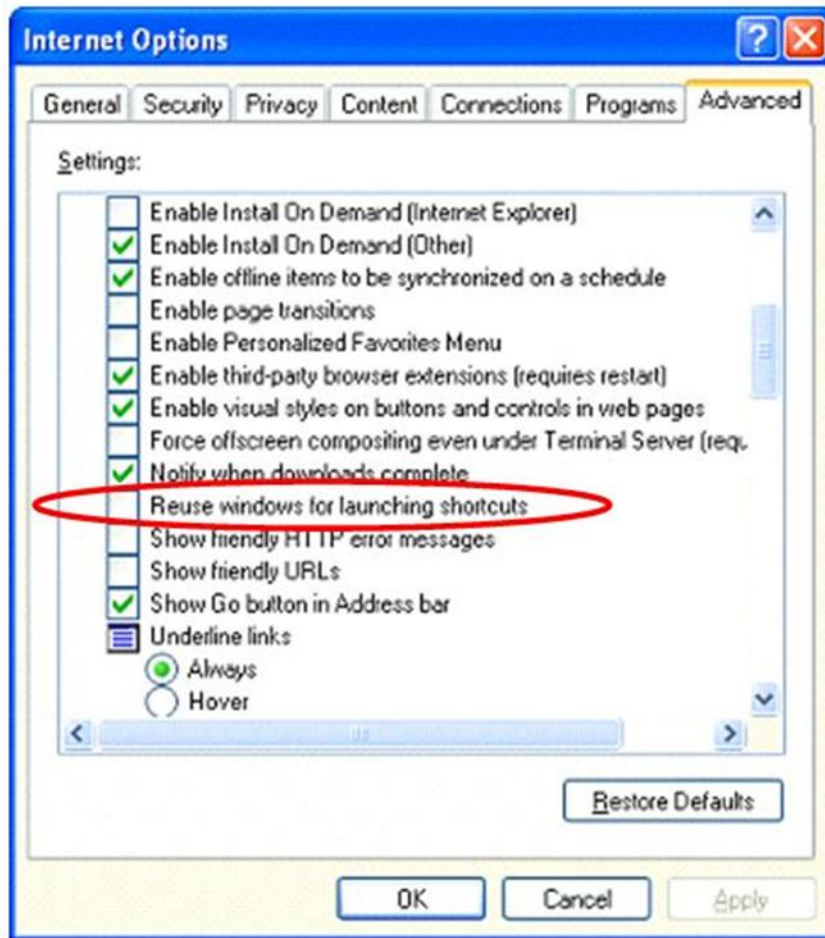 Internet Options
General Security Privacy Content Connections Programs Advanced
Settings:
Enable Install On Demand (Internet Explorer)
Enable Install On Demand (Other)
Enable offline items to be synchronized on a schedule
Enable page transitions
Enable Personalized Favorites Menu
Enable third-party browser extensions (requires restart)
Enable visual styles on buttons and controls in web pages
Force offscreen compositing even under Terminal Server (requ
Notify when downloads complete
Reuse windows for launching shortcuts
Show friendly HTTP error messages
Show friendly URLs
Show Go button in Address bar
Underline links
Always
Hover
Restore Defaults
OK Cancel Apply